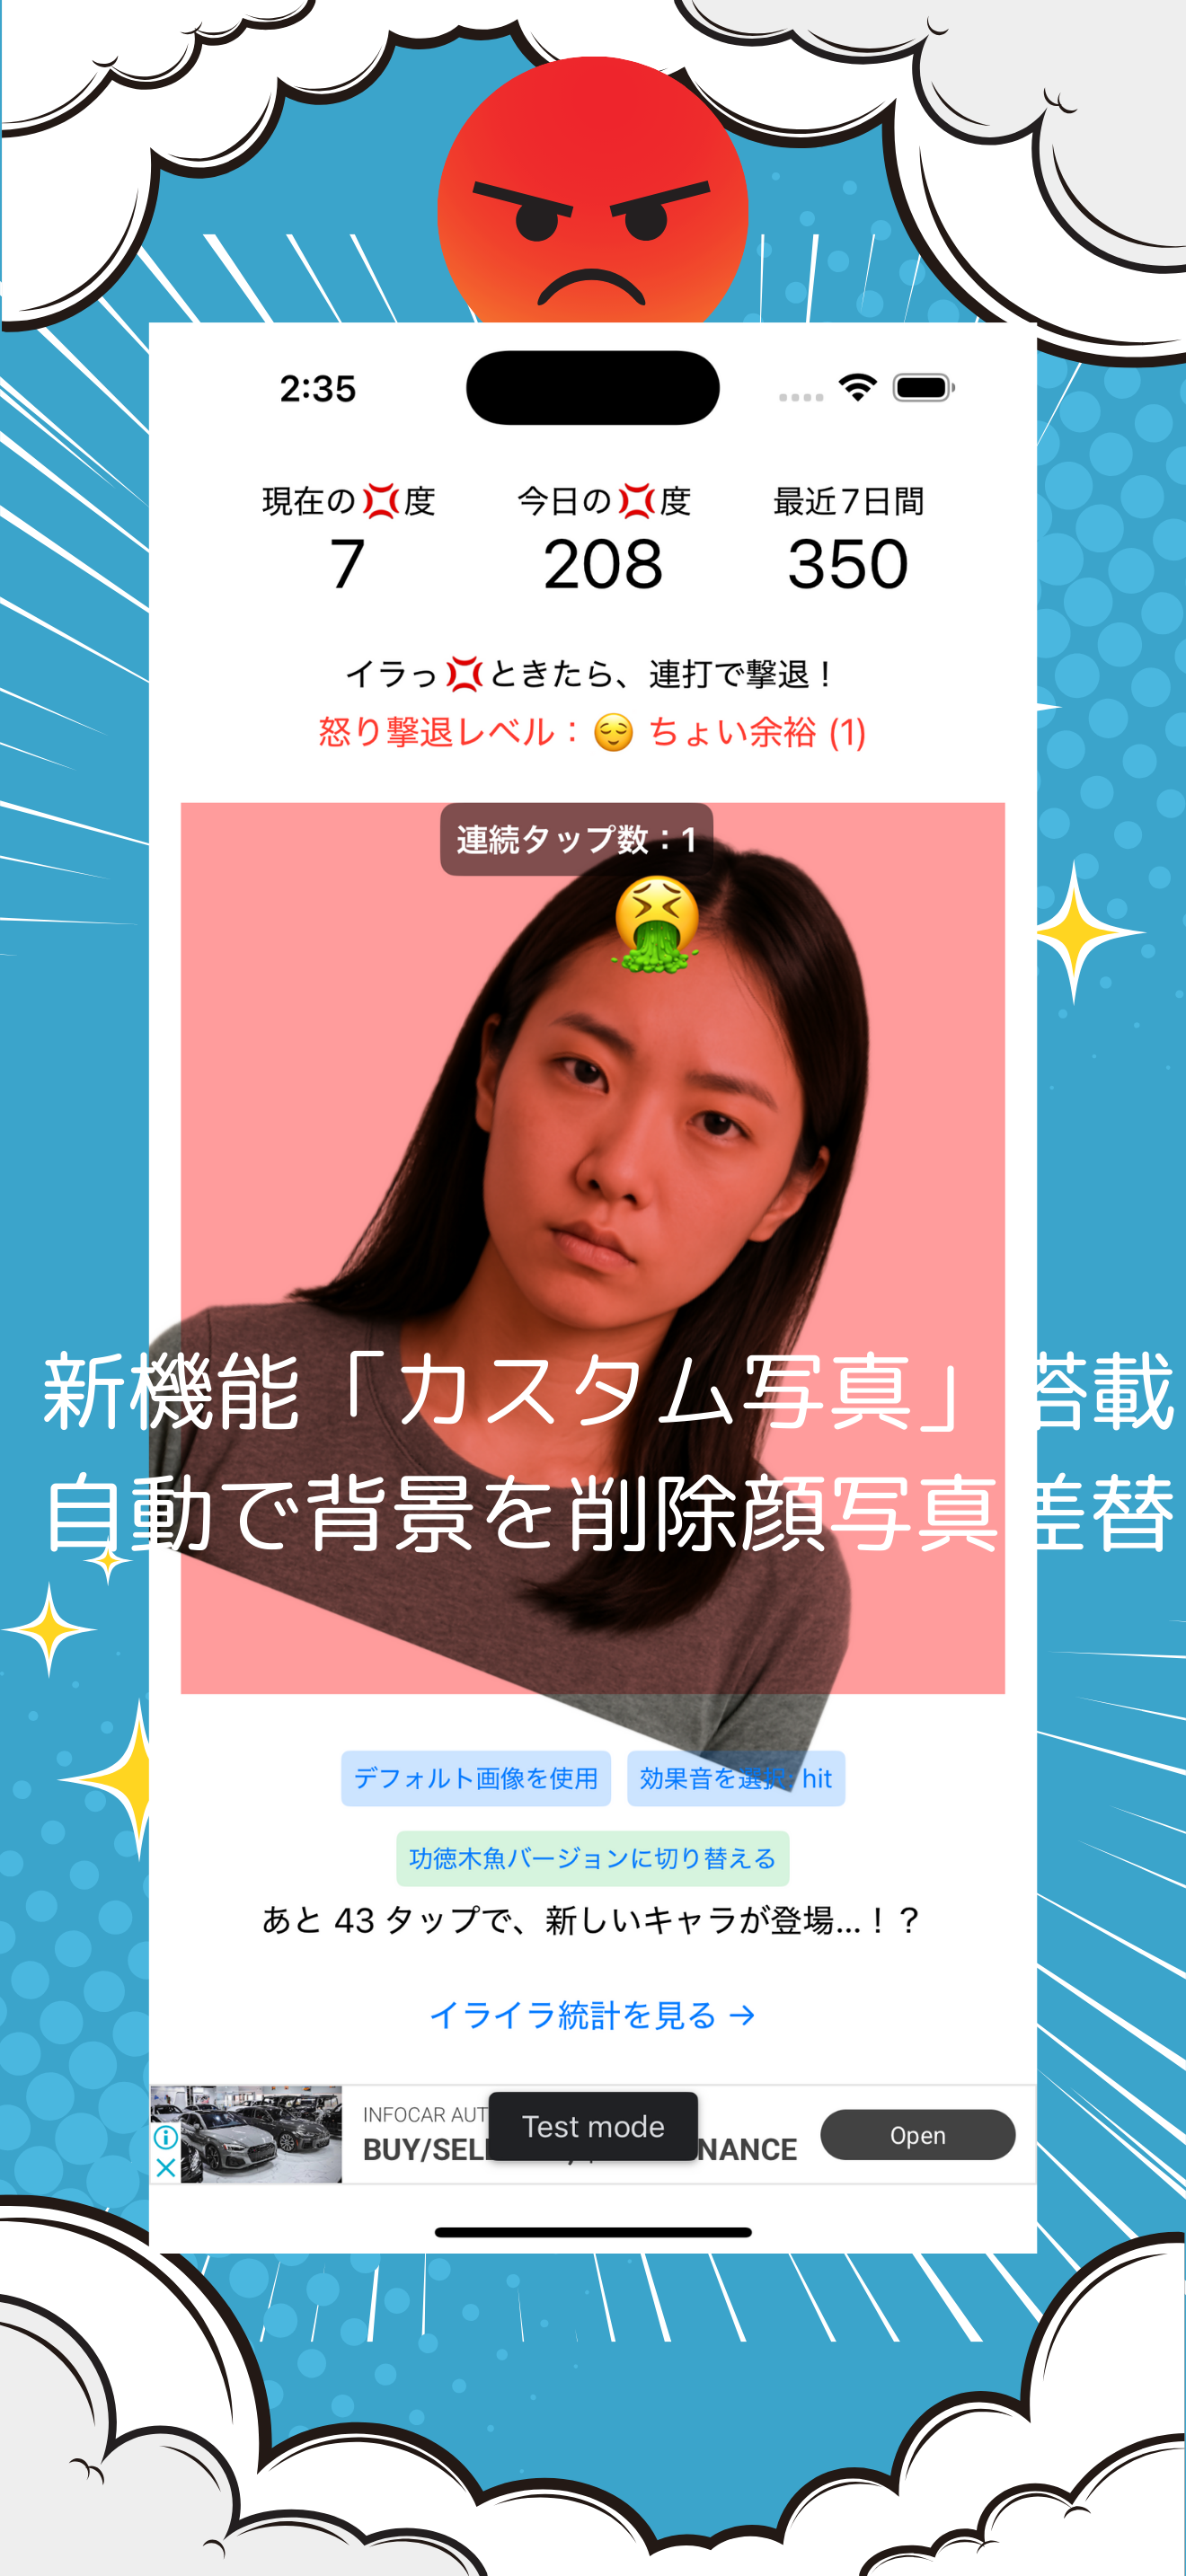 2:35
現在の💢度 今日の💢度 最近7日間
7 208 350
イラっ💢ときたら、連打で撃退！
怒り撃退レベル：😌 ちょい余裕 (1)
連続タップ数：1
新機能「カスタム写真」搭載
自動で背景を削除顔写真差替
デフォルト画像を使用 効果音を選択: hit
功徳木魚バージョンに切り替える
あと 43 タップで、新しいキャラが登場...！？
イライラ統計を見る →
INFOCAR AUT
Test mode
BUY/SELL NANCE
Open